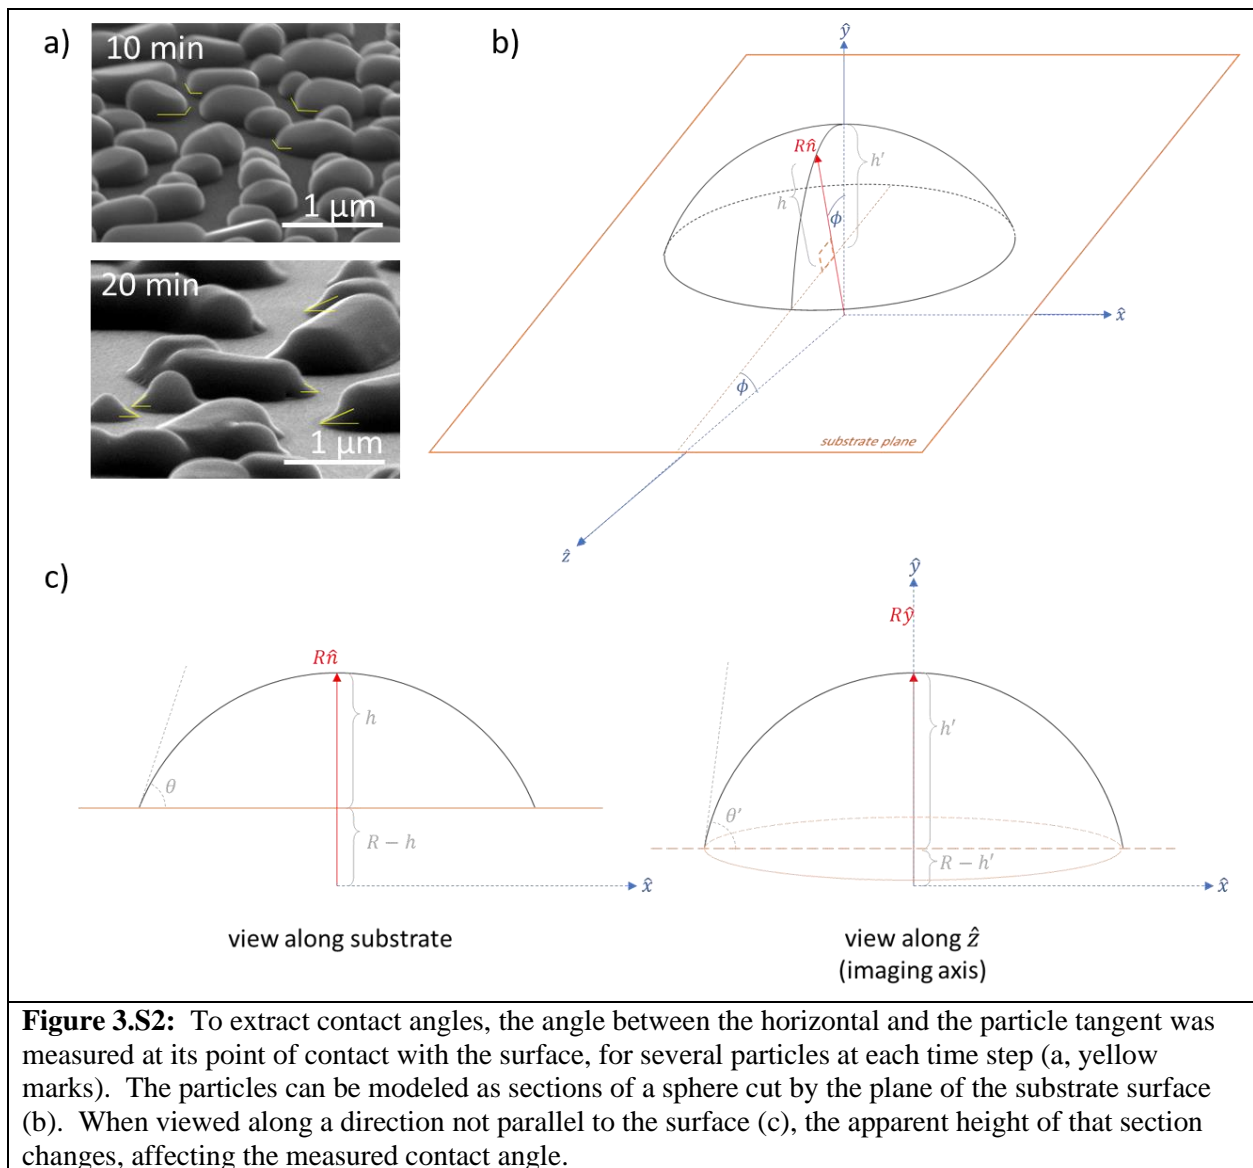 a)
10 min
1 μm
20 min
1 μm
b)
ŷ
Rn̂
h'
h
ϕ
x̂
ϕ
substrate plane
ẑ
c)
Rn̂
h
θ
R − h
x̂
view along substrate
ŷ
Rŷ
h'
θ'
R − h'
x̂
view along ẑ
(imaging axis)
Figure 3.S2: To extract contact angles, the angle between the horizontal and the particle tangent was
measured at its point of contact with the surface, for several particles at each time step (a, yellow
marks). The particles can be modeled as sections of a sphere cut by the plane of the substrate surface
(b). When viewed along a direction not parallel to the surface (c), the apparent height of that section
changes, affecting the measured contact angle.